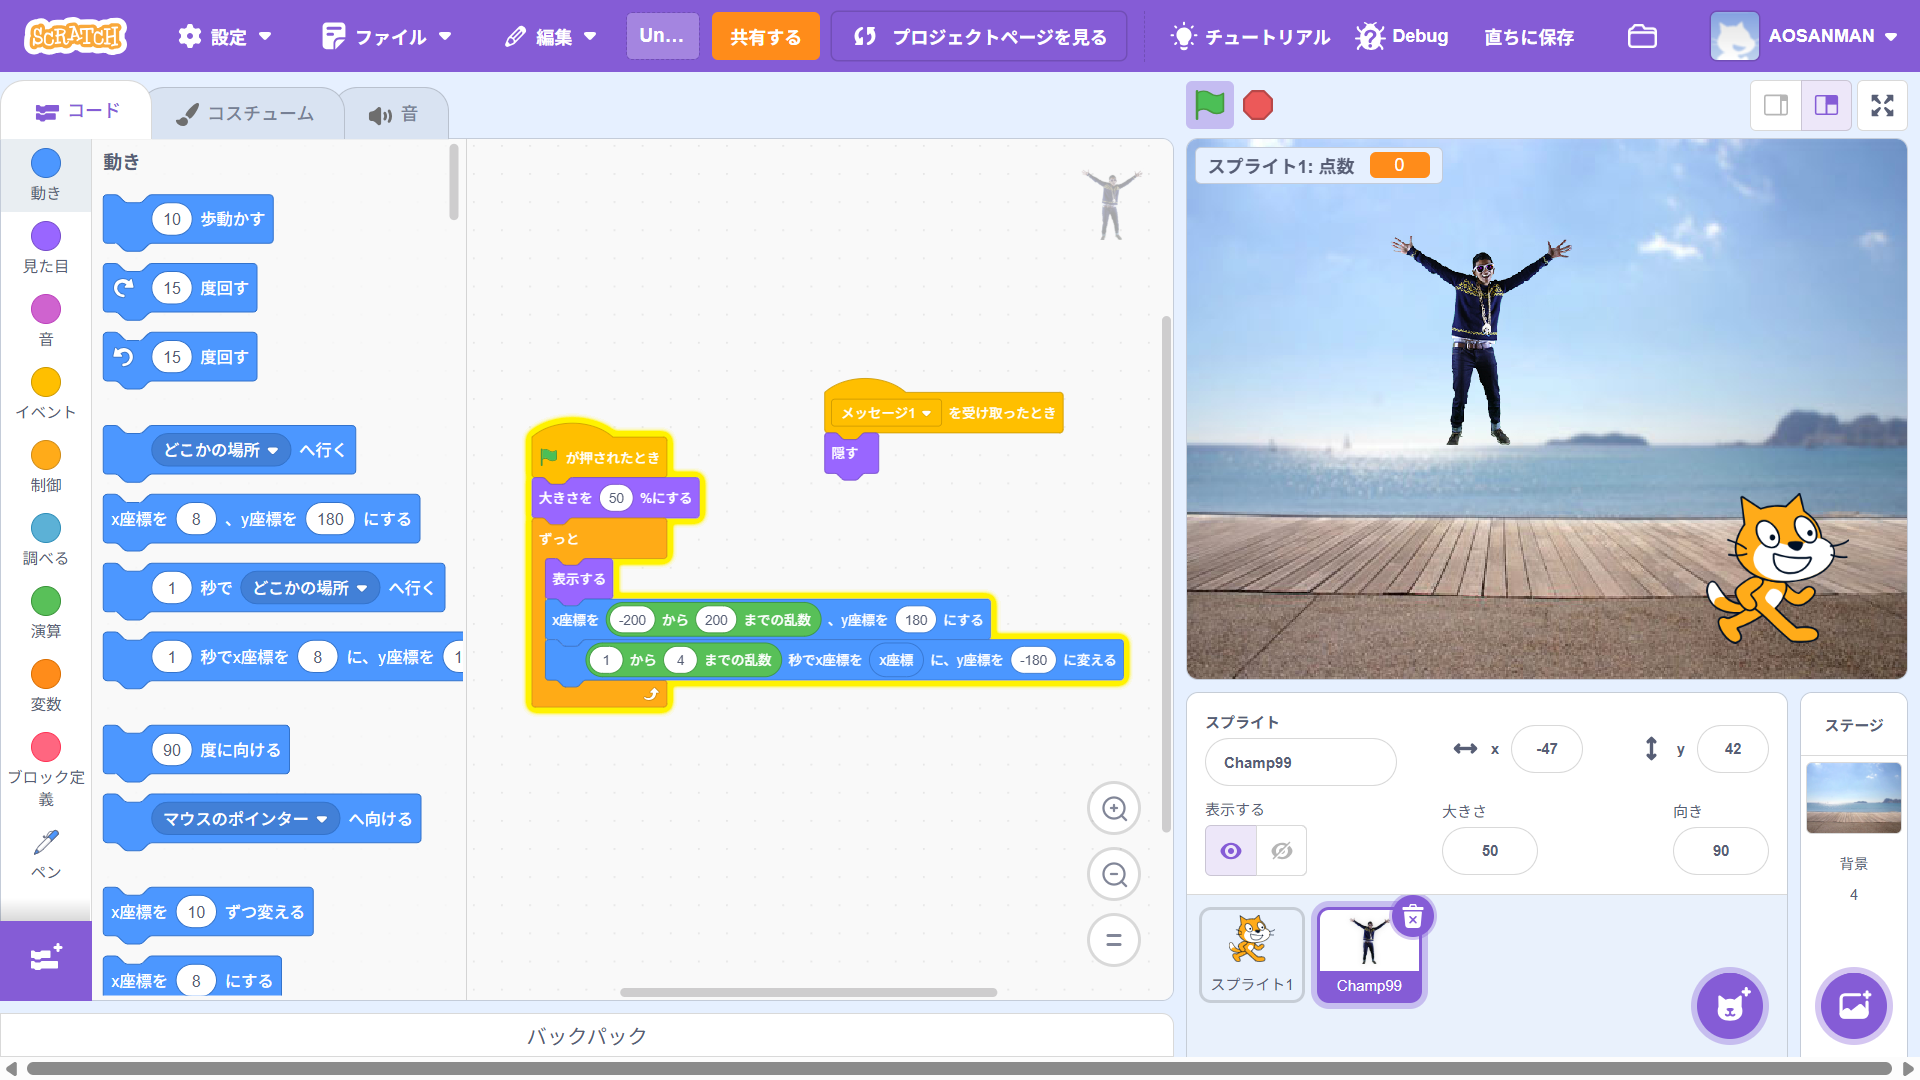 SCRATCH
設定
ファイル
編集
Un...
共有する
プロジェクトページを見る
チュートリアル
Debug
直ちに保存
AOSANMAN
コード
コスチューム
音
動き
見た目
音
イベント
制御
調べる
演算
変数
ブロック定
義
ペン
動き
10 歩動かす
15 度回す
15 度回す
どこかの場所 へ行く
x座標を 8 、y座標を 180 にする
1 秒で どこかの場所 へ行く
1 秒でx座標を 8 に、y座標を 1
90 度に向ける
マウスのポインター へ向ける
x座標を 10 ずつ変える
x座標を 8 にする
が押されたとき
大きさを 50 %にする
ずっと
表示する
x座標を -200 から 200 までの乱数 、y座標を 180 にする
1 から 4 までの乱数 秒でx座標を x座標 に、y座標を -180 に変える
メッセージ1 を受け取ったとき
隠す
バックパック
スプライト1: 点数 0
スプライト
Champ99
x -47
y 42
表示する
大きさ
50
向き
90
スプライト1
Champ99
ステージ
背景
4